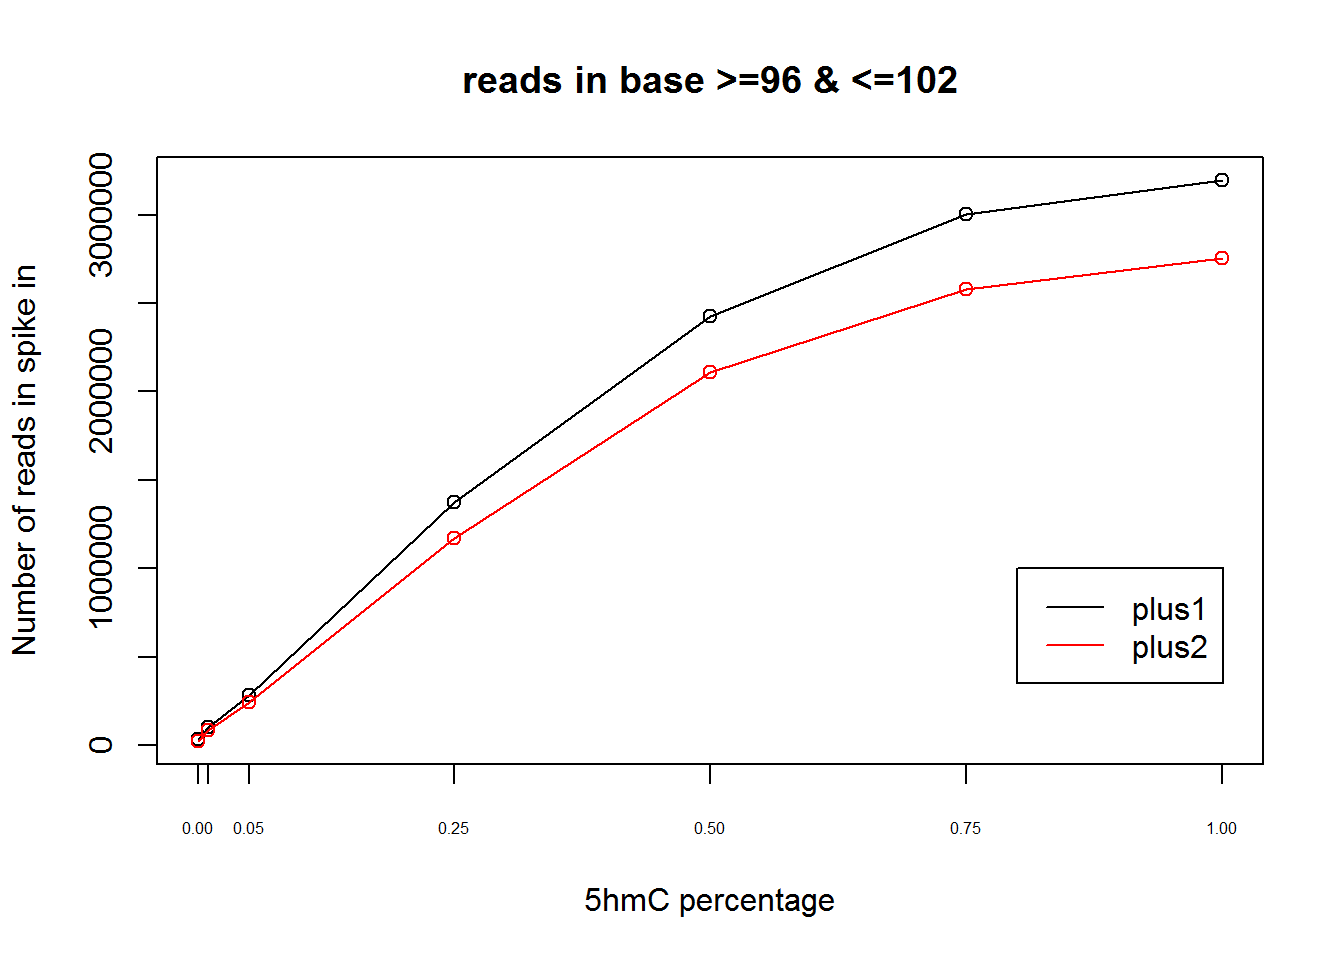 reads in base >=96 & <=102
Number of reads in spike in
3000000
2000000
1000000
0
plus1
plus2
0.00 0.05 0.25 0.50 0.75 1.00
5hmC percentage